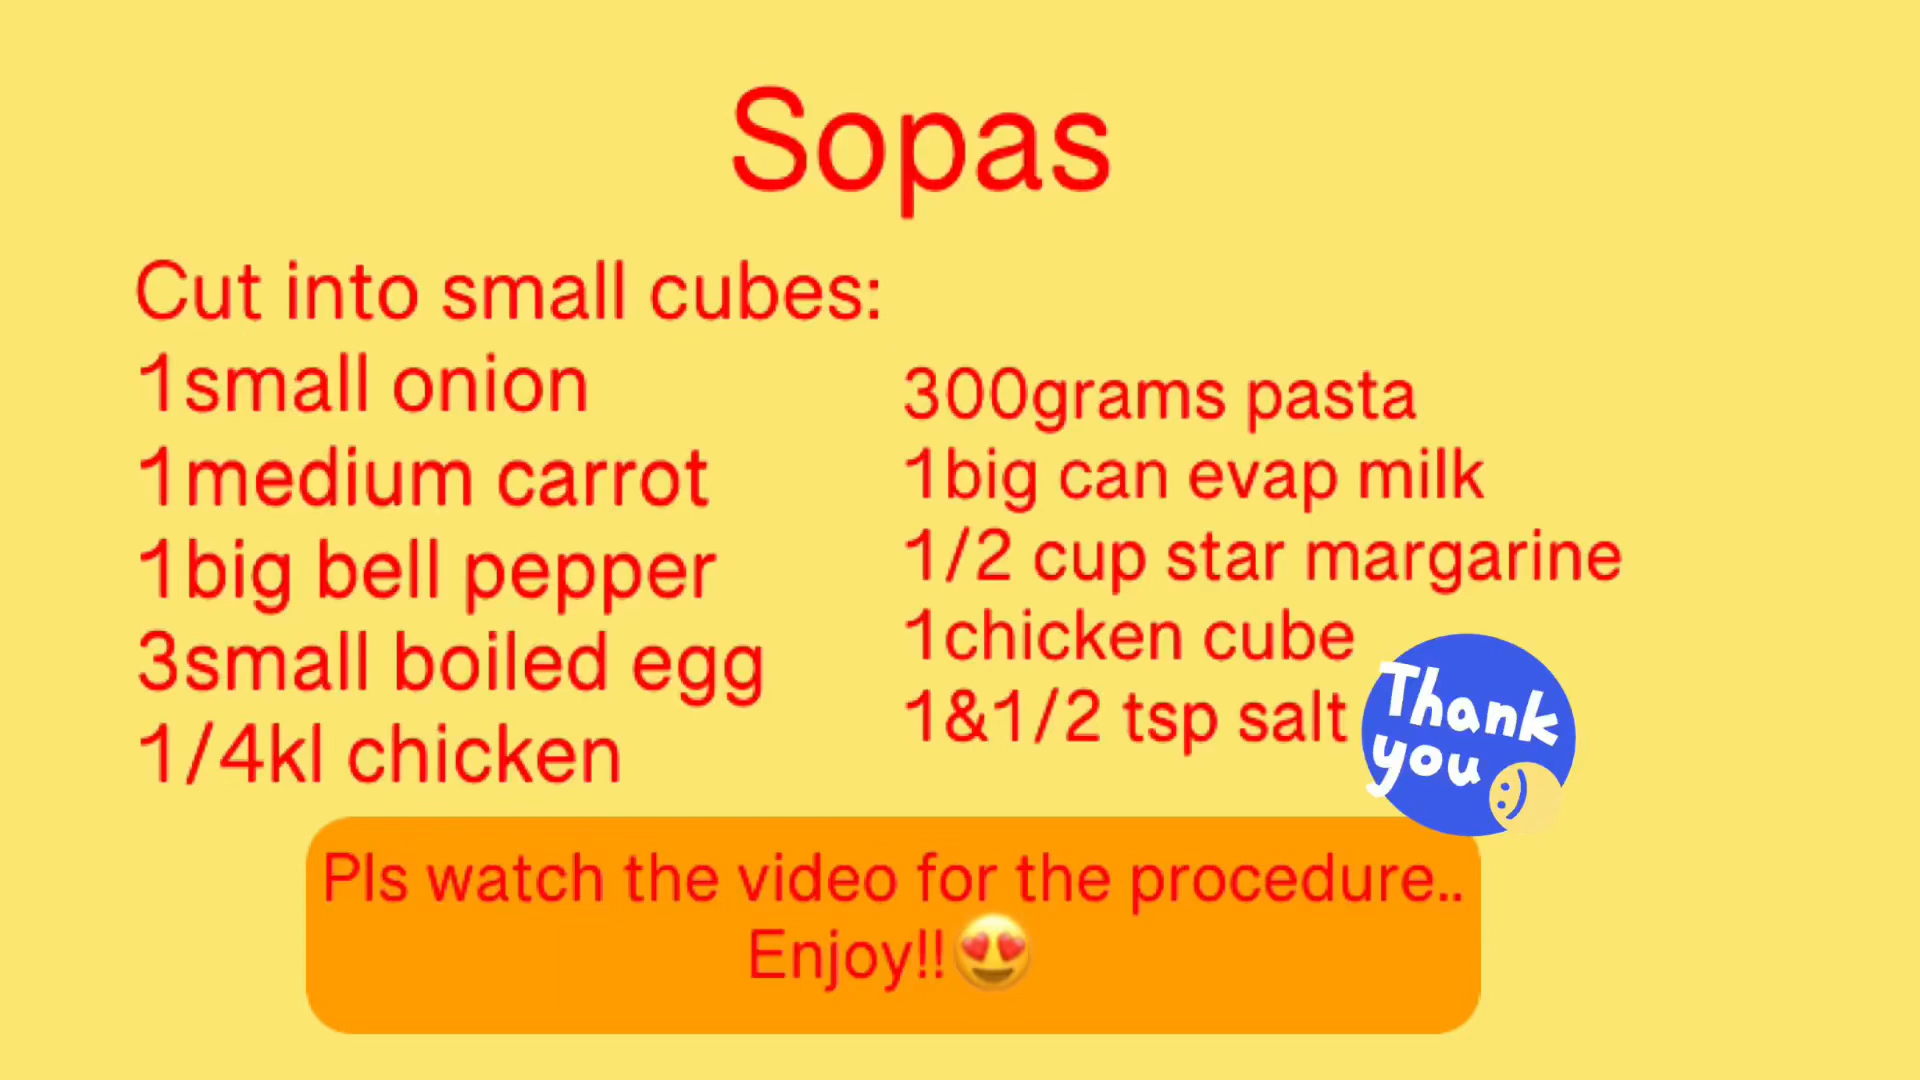 Sopas
Cut into small cubes:
1small onion
1medium carrot
1big bell pepper
3small boiled egg
1/4kl chicken
300grams pasta
1big can evap milk
1/2 cup star margarine
1chicken cube
1&1/2 tsp salt
Thank
you
Pls watch the video for the procedure..
Enjoy!!😍